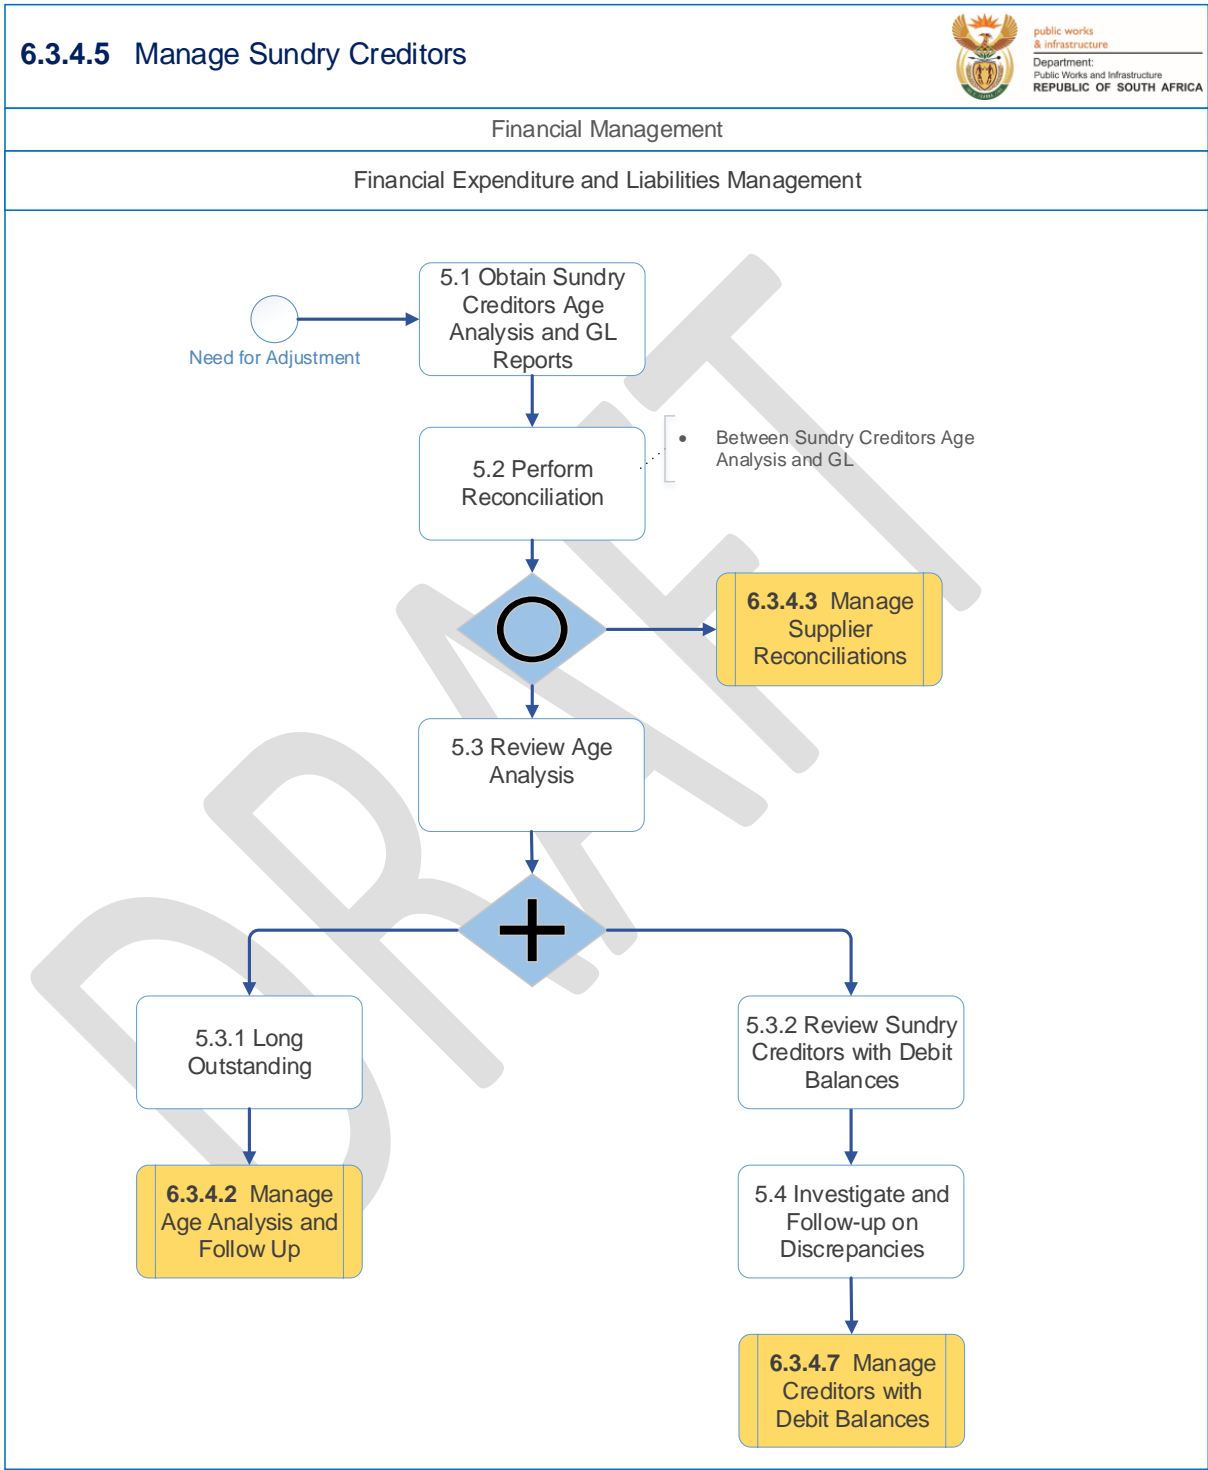 6.3.4.5 Manage Sundry Creditors
public works
& infrastructure
Department:
Public Works and Infrastructure
REPUBLIC OF SOUTH AFRICA
Financial Management
Financial Expenditure and Liabilities Management
Need for Adjustment
5.1 Obtain Sundry
Creditors Age
Analysis and GL
Reports
5.2 Perform
Reconciliation
• Between Sundry Creditors Age
Analysis and GL
6.3.4.3 Manage
Supplier
Reconciliations
5.3 Review Age
Analysis
5.3.1 Long
Outstanding
5.3.2 Review Sundry
Creditors with Debit
Balances
6.3.4.2 Manage
Age Analysis and
Follow Up
5.4 Investigate and
Follow-up on
Discrepancies
6.3.4.7 Manage
Creditors with
Debit Balances
DRAFT